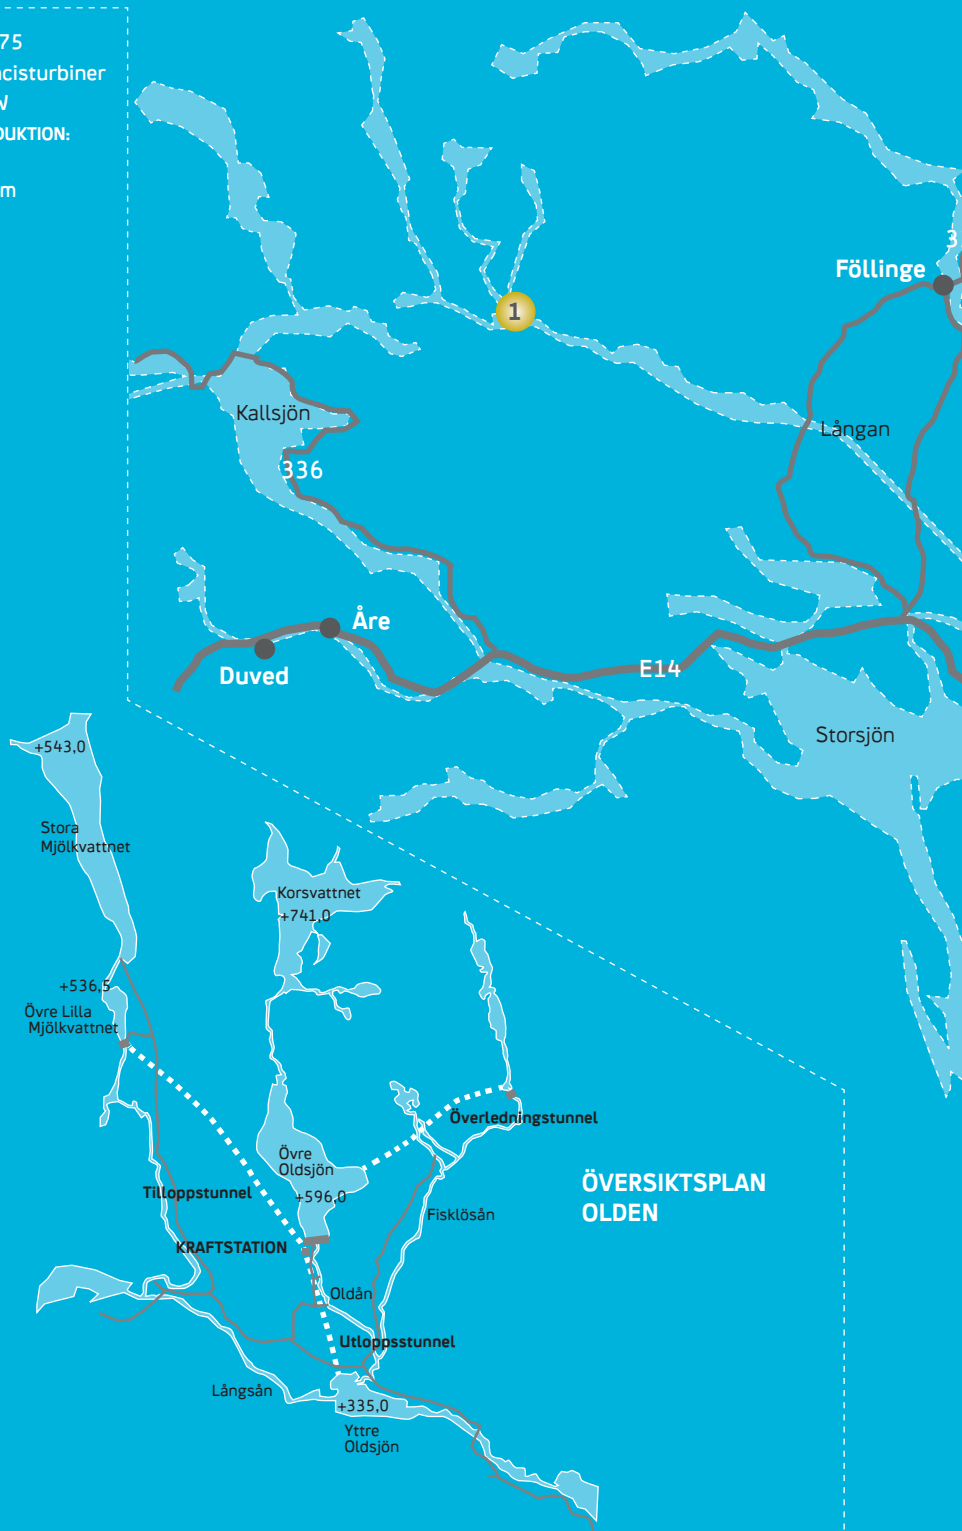 75
cisturbiner
DUKTION:
m
3
Föllinge
1
Kallsjön
Långan
336
Åre
Duved
E14
Storsjön
+543,0
Stora
Mjölkvattnet
Korsvattnet
+741,0
+536,5
Övre Lilla
Mjölkvattnet
Överledningstunnel
Övre
Oldsjön
+596,0
Tilloppstunnel
Fisklösån
KRAFTSTATION
Oldån
Utloppsstunnel
Långsån
+335,0
Yttre
Oldsjön
ÖVERSIKTSPLAN
OLDEN